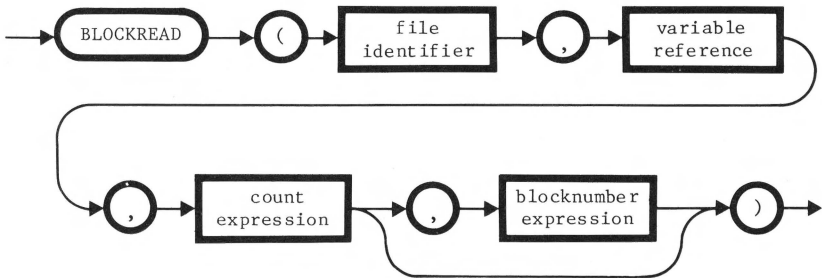 BLOCKREAD ( file identifier , variable reference
, count expression , blocknumber expression )